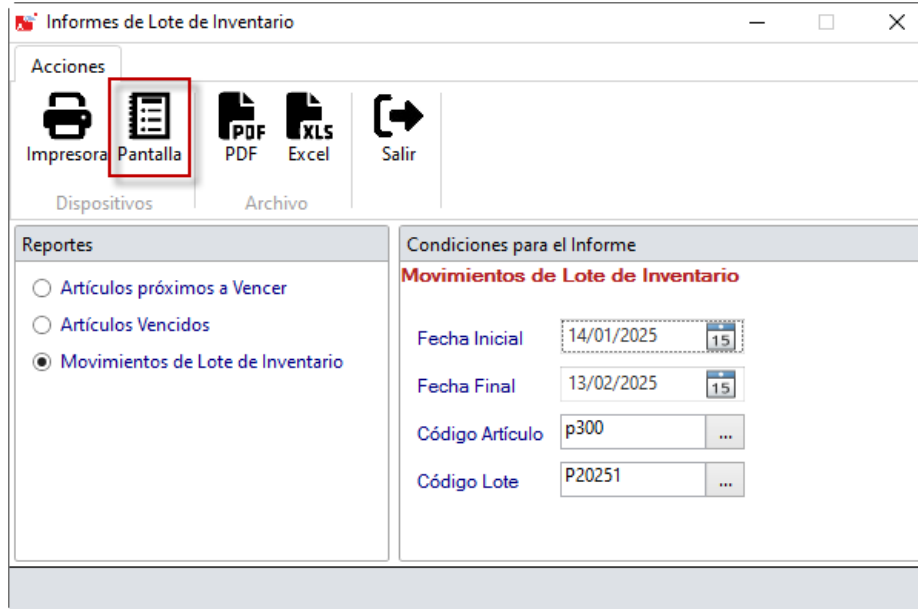 Informes de Lote de Inventario
Acciones
Impresora Pantalla PDF Excel Salir
Dispositivos Archivo
Reportes
Artículos próximos a Vencer
Artículos Vencidos
Movimientos de Lote de Inventario
Condiciones para el Informe
Movimientos de Lote de Inventario
Fecha Inicial 14/01/2025 15
Fecha Final 13/02/2025 15
Código Artículo p300 ...
Código Lote P20251 ...
PDF XLS